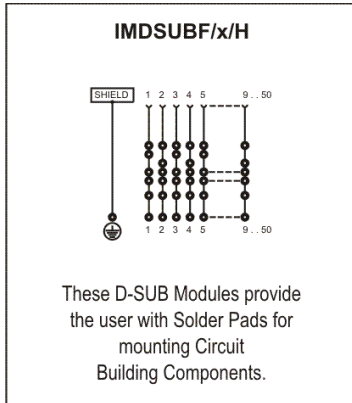 IMDSUBF/x/H
SHIELD 1 2 3 4 5 9 . . 50
1 2 3 4 5 9 . . 50
These D-SUB Modules provide
the user with Solder Pads for
mounting Circuit
Building Components.